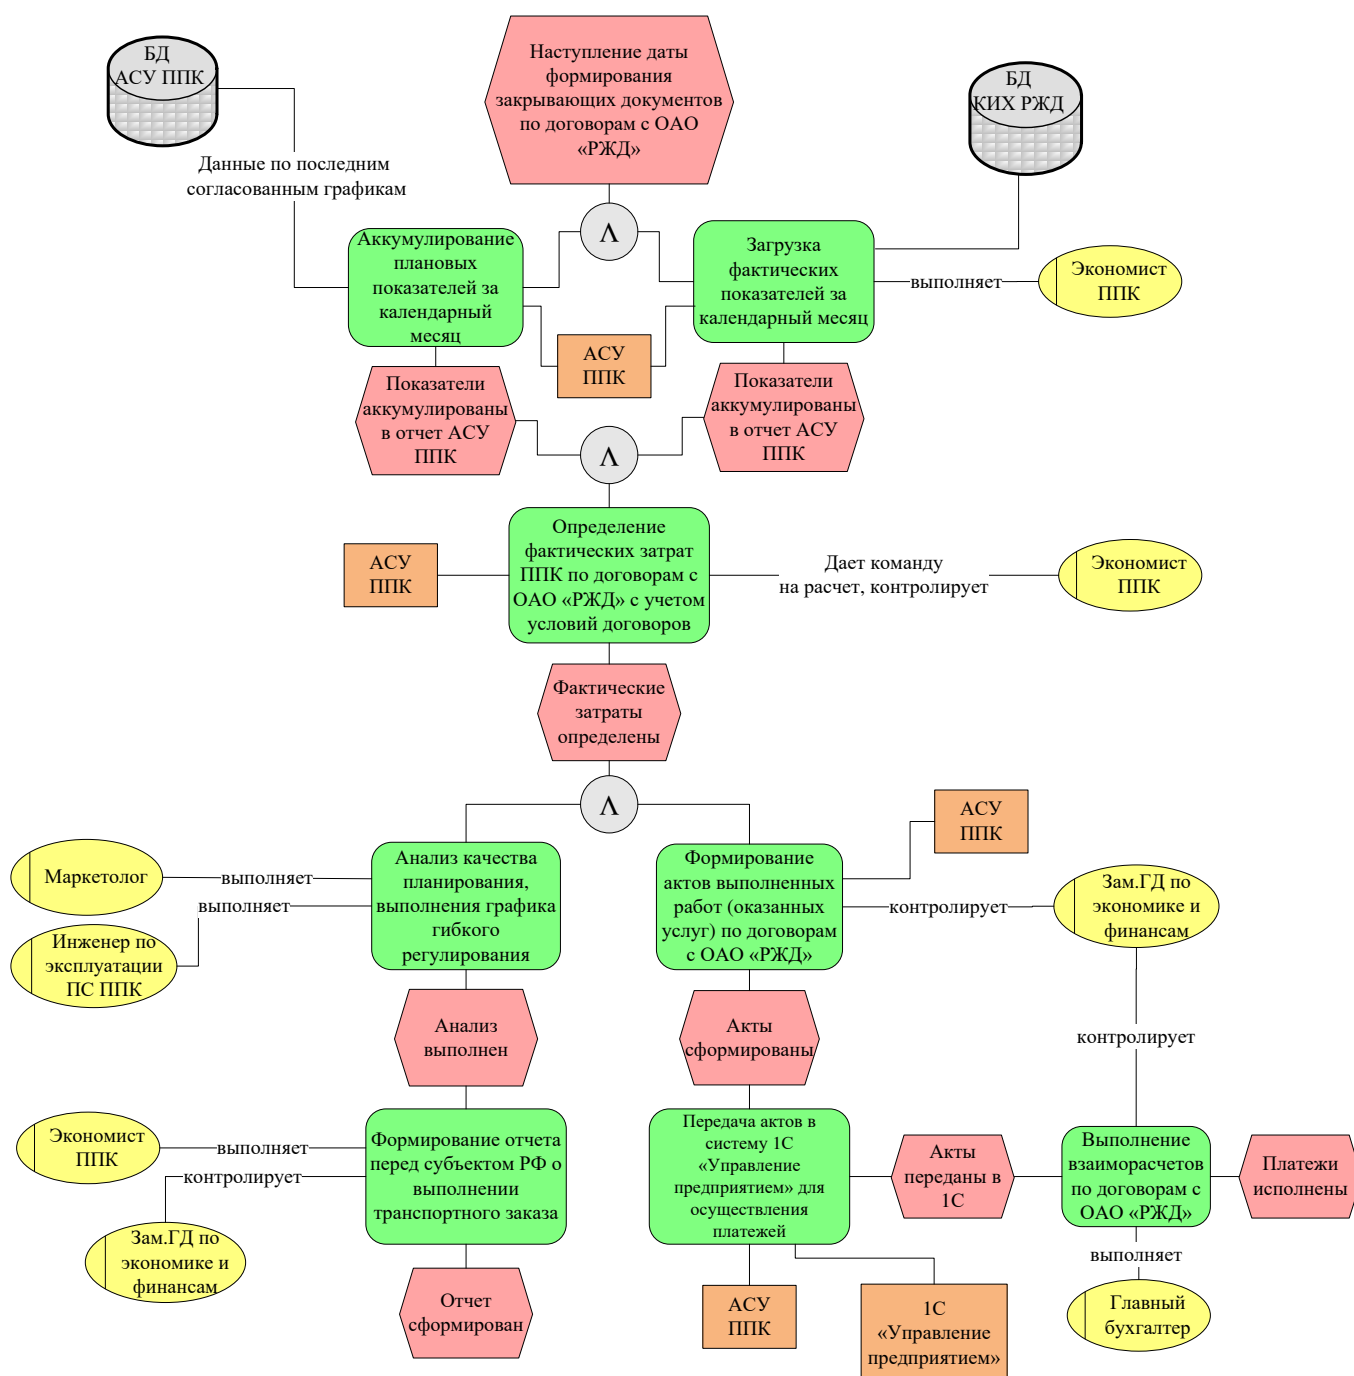 БД
АСУ ППК
Наступление даты
формирования
закрывающих документов
по договорам с ОАО
«РЖД»
БД
КИХ РЖД
Данные по последним
согласованным графикам
Λ
Аккумулирование
плановых
показателей за
календарный
месяц
Загрузка
фактических
показателей за
календарный месяц
выполняет
Экономист
ППК
АСУ
ППК
Показатели
аккумулированы
в отчет АСУ
ППК
Показатели
аккумулированы
в отчет АСУ
ППК
Λ
АСУ
ППК
Определение
фактических затрат
ППК по договорам с
ОАО «РЖД» с учетом
условий договоров
Дает команду
на расчет, контролирует
Экономист
ППК
Фактические
затраты
определены
Λ
АСУ
ППК
Маркетолог
выполняет
выполняет
Инженер по
эксплуатации
ПС ППК
Анализ качества
планирования,
выполнения графика
гибкого
регулирования
Формирование
актов выполненных
работ (оказанных
услуг) по договорам
с ОАО «РЖД»
контролирует
Зам.ГД по
экономике и
финансам
Анализ
выполнен
Акты
сформированы
контролирует
Экономист
ППК
выполняет
контролирует
Зам.ГД по
экономике и
финансам
Формирование отчета
перед субъектом РФ о
выполнении
транспортного заказа
Передача актов в
систему 1С
«Управление
предприятием» для
осуществления
платежей
Акты
переданы в
1С
Выполнение
взаиморасчетов
по договорам с
ОАО «РЖД»
Платежи
исполнены
выполняет
Отчет
сформирован
АСУ
ППК
1С
«Управление
предприятием»
Главный
бухгалтер